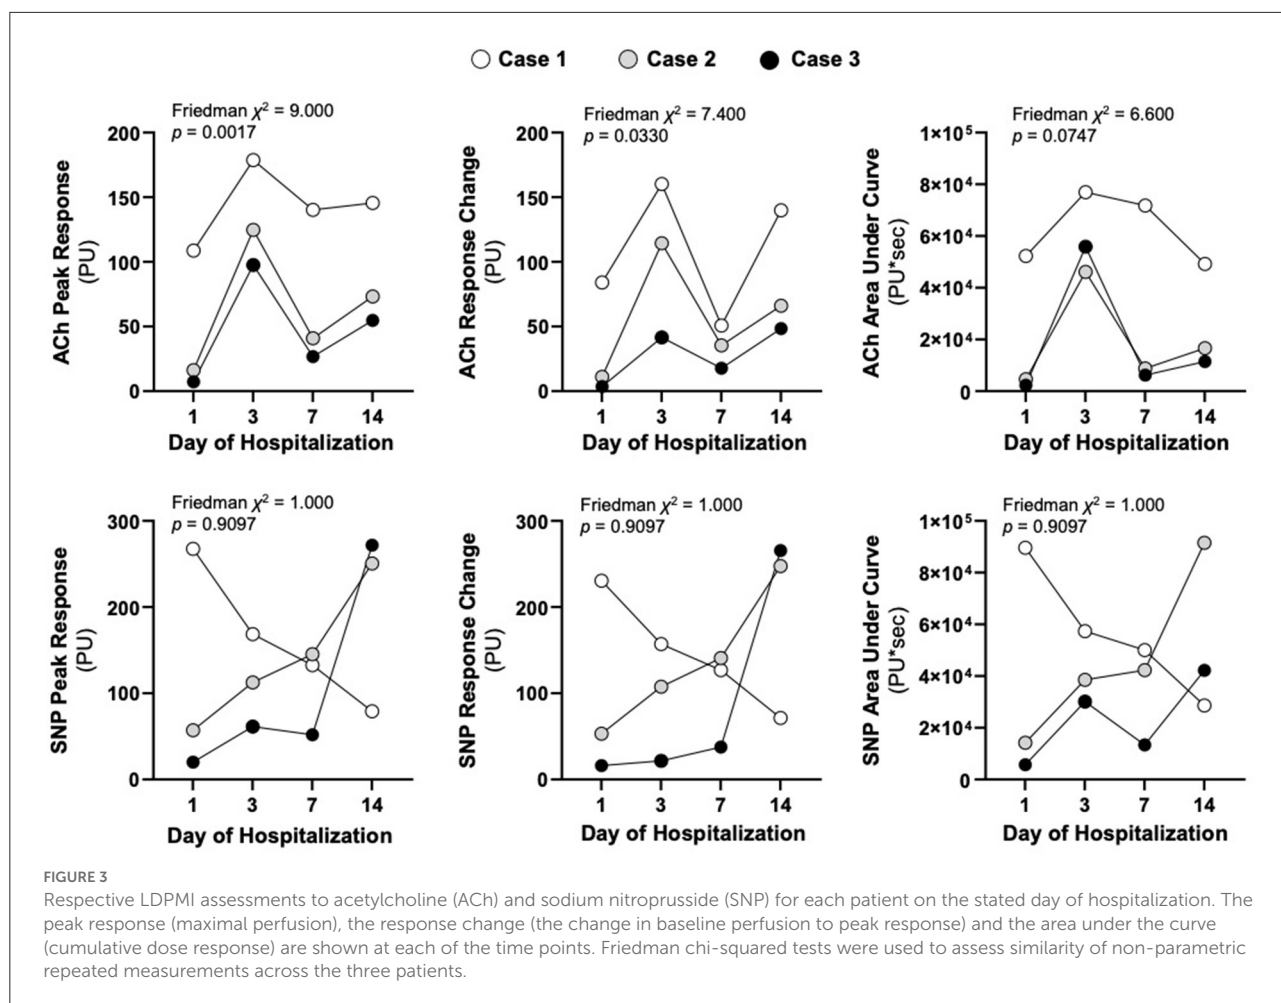 Case 1 Case 2 Case 3
Friedman χ² = 9.000
p = 0.0017
200
150
100
50
0
ACh Peak Response
(PU)
1 3 7 14
Day of Hospitalization
Friedman χ² = 7.400
p = 0.0330
200
150
100
50
0
ACh Response Change
(PU)
1 3 7 14
Day of Hospitalization
Friedman χ² = 6.600
p = 0.0747
1×10⁵
8×10⁴
6×10⁴
4×10⁴
2×10⁴
0
ACh Area Under Curve
(PU*sec)
1 3 7 14
Day of Hospitalization
Friedman χ² = 1.000
p = 0.9097
300
200
100
0
SNP Peak Response
(PU)
1 3 7 14
Day of Hospitalization
Friedman χ² = 1.000
p = 0.9097
300
200
100
0
SNP Response Change
(PU)
1 3 7 14
Day of Hospitalization
Friedman χ² = 1.000
p = 0.9097
1×10⁵
8×10⁴
6×10⁴
4×10⁴
2×10⁴
0
SNP Area Under Curve
(PU*sec)
1 3 7 14
Day of Hospitalization
FIGURE 3
Respective LDPMI assessments to acetylcholine (ACh) and sodium nitroprusside (SNP) for each patient on the stated day of hospitalization. The
peak response (maximal perfusion), the response change (the change in baseline perfusion to peak response) and the area under the curve
(cumulative dose response) are shown at each of the time points. Friedman chi-squared tests were used to assess similarity of non-parametric
repeated measurements across the three patients.